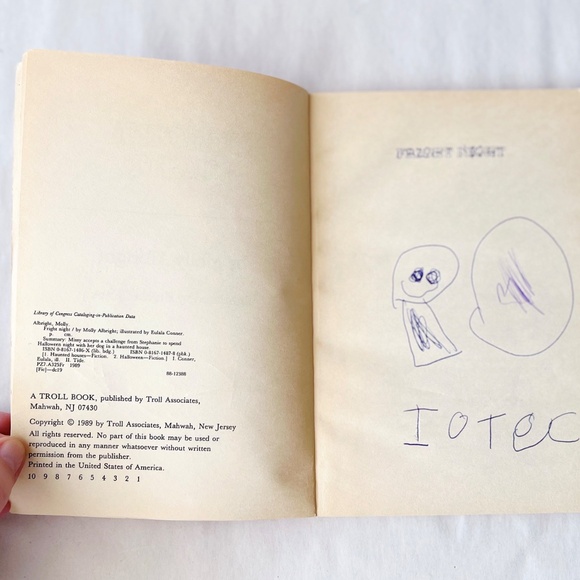 Library of Congress Cataloging-in-Publication Data
Albright, Molly.
Fright night / by Molly Albright; illustrated by Eulala Conner.
p. cm.
Summary: Missy accepts a challenge from Stephanie to spend
Halloween night with her dog in a haunted house.
ISBN 0-8167-1486-X (lib. bdg.) ISBN 0-8167-1487-8 (pbk.)
[1. Haunted houses—Fiction. 2. Halloween—Fiction.] I. Conner,
Eulala, ill. II. Title.
PZ7.A325Fr 1989
[Fic]—dc19 88-12388
A TROLL BOOK, published by Troll Associates,
Mahwah, NJ 07430
Copyright © 1989 by Troll Associates, Mahwah, New Jersey
All rights reserved. No part of this book may be used or
reproduced in any manner whatsoever without written
permission from the publisher.
Printed in the United States of America.
10 9 8 7 6 5 4 3 2 1
FRIGHT NIGHT
IOTEC